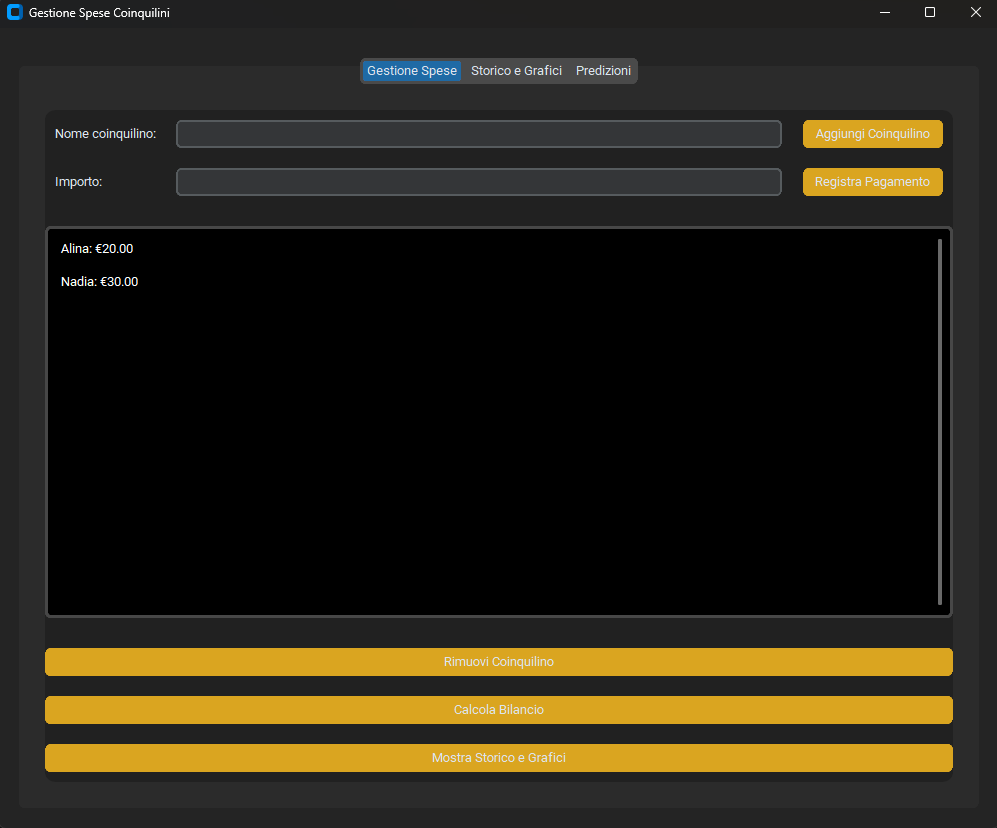 Gestione Spese Coinquilini
Gestione Spese Storico e Grafici Predizioni
Nome coinquilino: Aggiungi Coinquilino
Importo: Registra Pagamento
Alina: €20.00
Nadia: €30.00
Rimuovi Coinquilino
Calcola Bilancio
Mostra Storico e Grafici